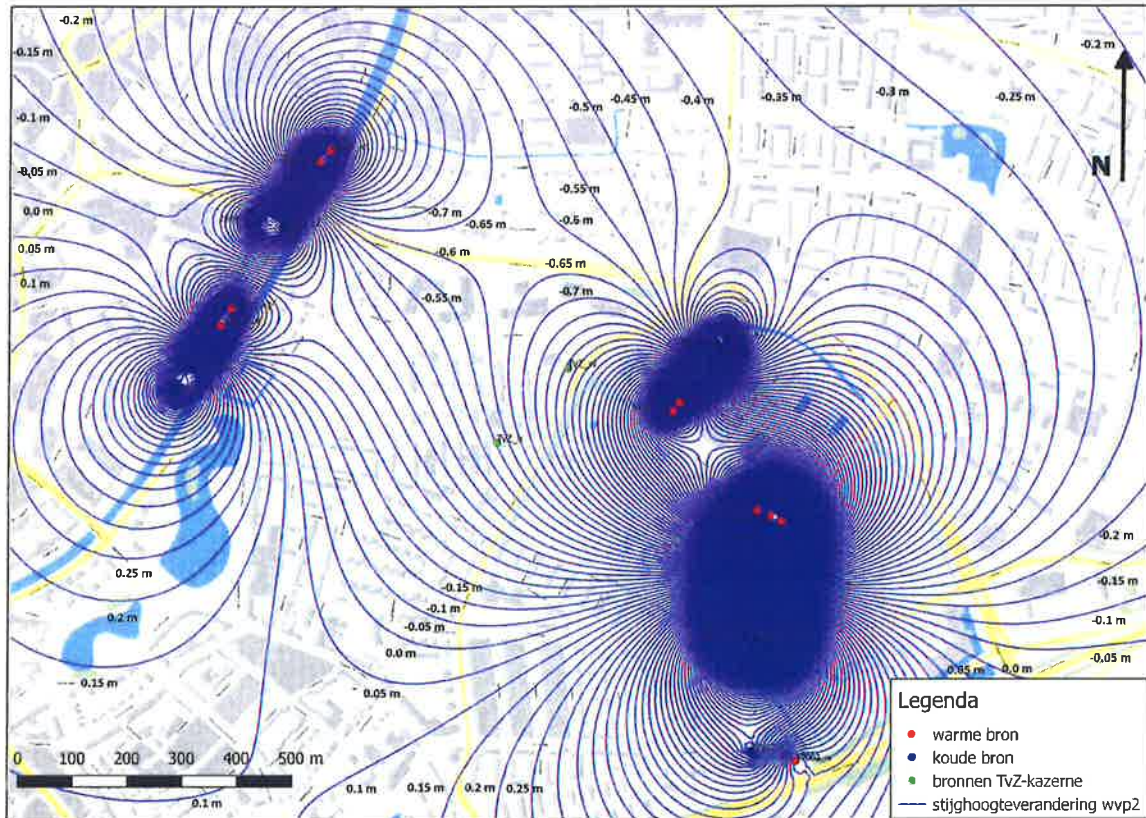 -0.2 m
-0.15 m
-0.1 m
-0.05 m
0.0 m
0.05 m
0.1 m
-0.2 m
-0.25 m
-0.3 m
-0.35 m
-0.4 m
-0.45 m
-0.5 m
-0.55 m
-0.6 m
-0.65 m
-0.7 m
N
-0.7 m
-0.65 m
-0.6 m
-0.55 m
TvZ_
TvZ_
0.25 m
0.2 m
0.15 m
-0.15 m
-0.1 m
-0.05 m
0.0 m
0.05 m
-0.2 m
-0.15 m
-0.1 m
-0.05 m
0.0 m
0.05 m
0 100 200 300 400 500 m
0.1 m
0.1 m
0.15 m
0.2 m
0.25 m
Legenda
warme bron
koude bron
bronnen TvZ-kazerne
stijghoogteverandering wvp2